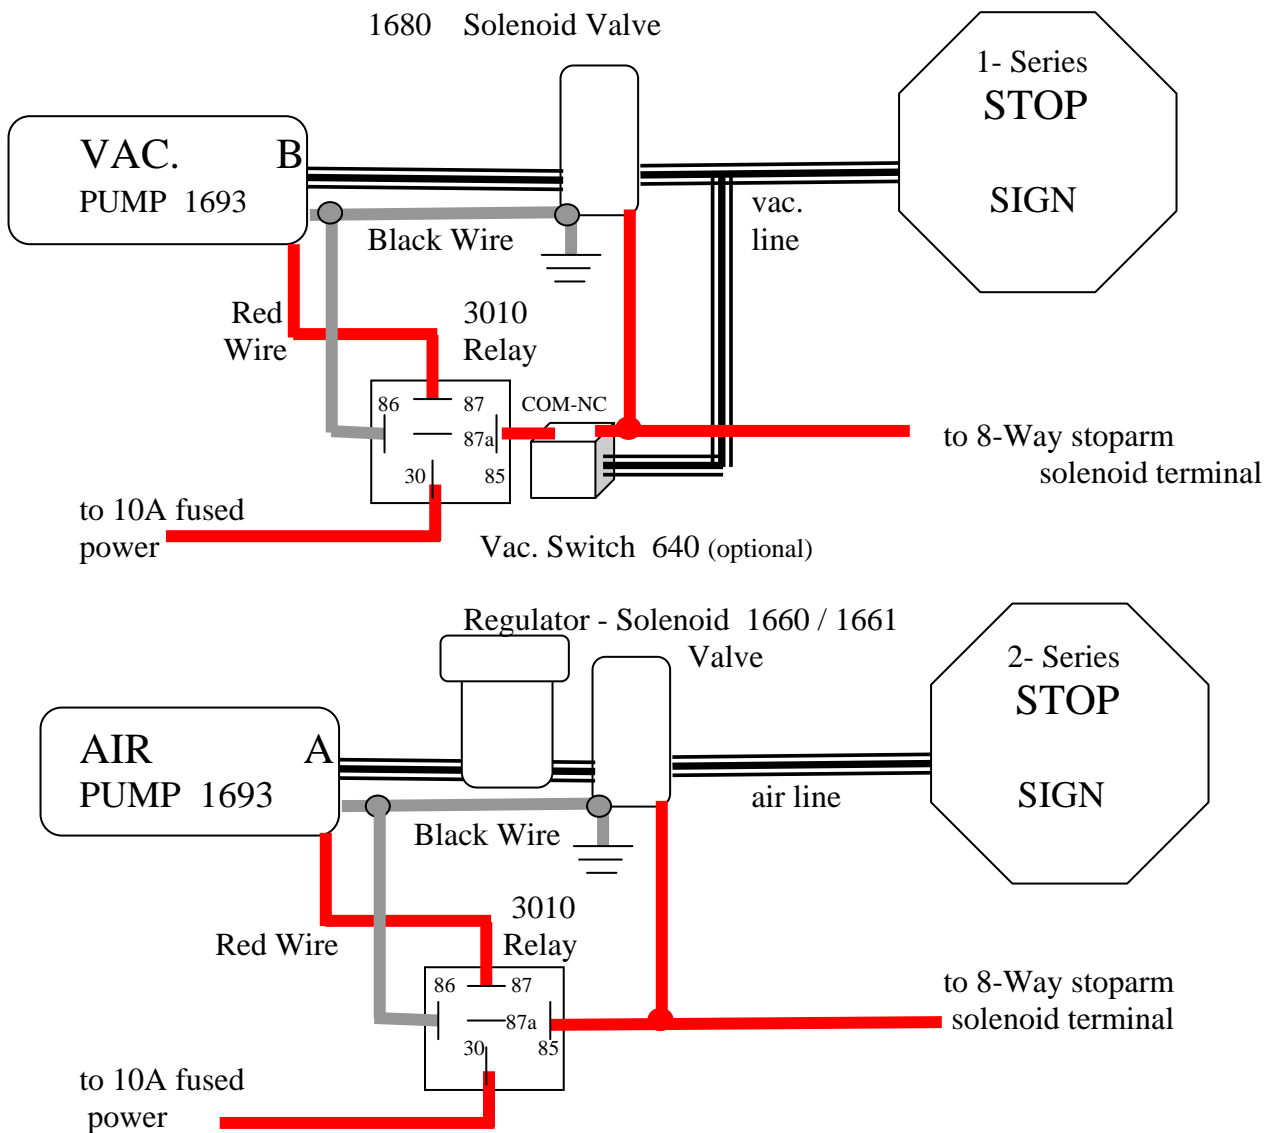 1680 Solenoid Valve
1- Series
STOP
SIGN
VAC. B
PUMP 1693
vac.
line
Black Wire
Red
Wire
3010
Relay
86 87
COM-NC
87a
30 85
to 8-Way stoparm
solenoid terminal
to 10A fused
power
Vac. Switch 640 (optional)
Regulator - Solenoid 1660 / 1661
Valve
2- Series
STOP
SIGN
AIR A
PUMP 1693
air line
Black Wire
Red Wire
3010
Relay
86 87
87a
30 85
to 8-Way stoparm
solenoid terminal
to 10A fused
power